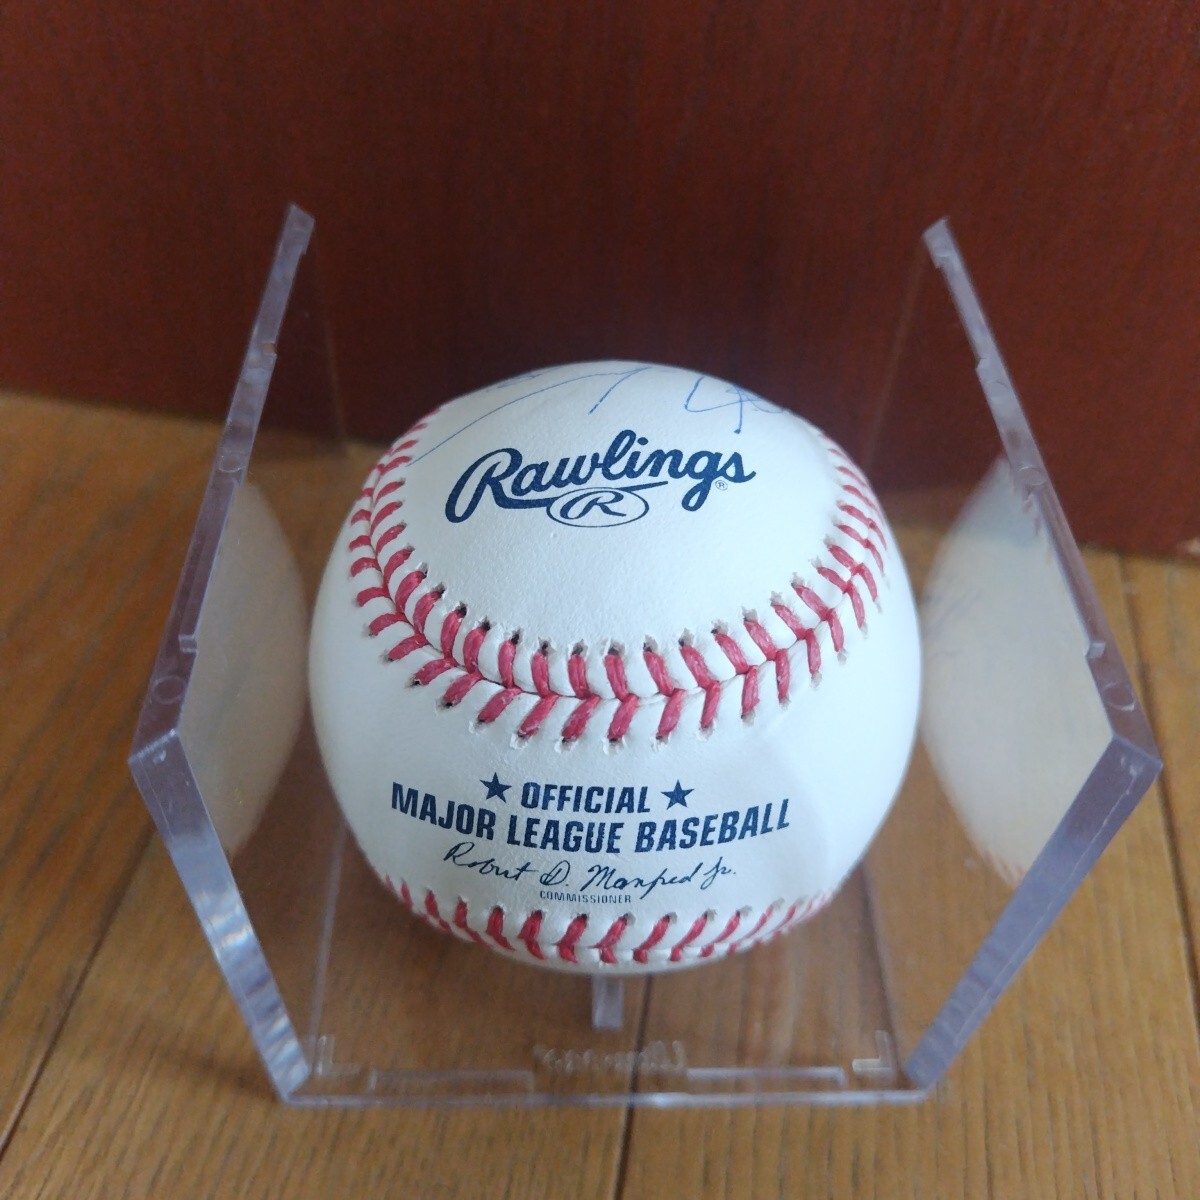 Rawlings®
R
★ OFFICIAL ★
MAJOR LEAGUE BASEBALL
Robert D. Manfred Jr.
COMMISSIONER